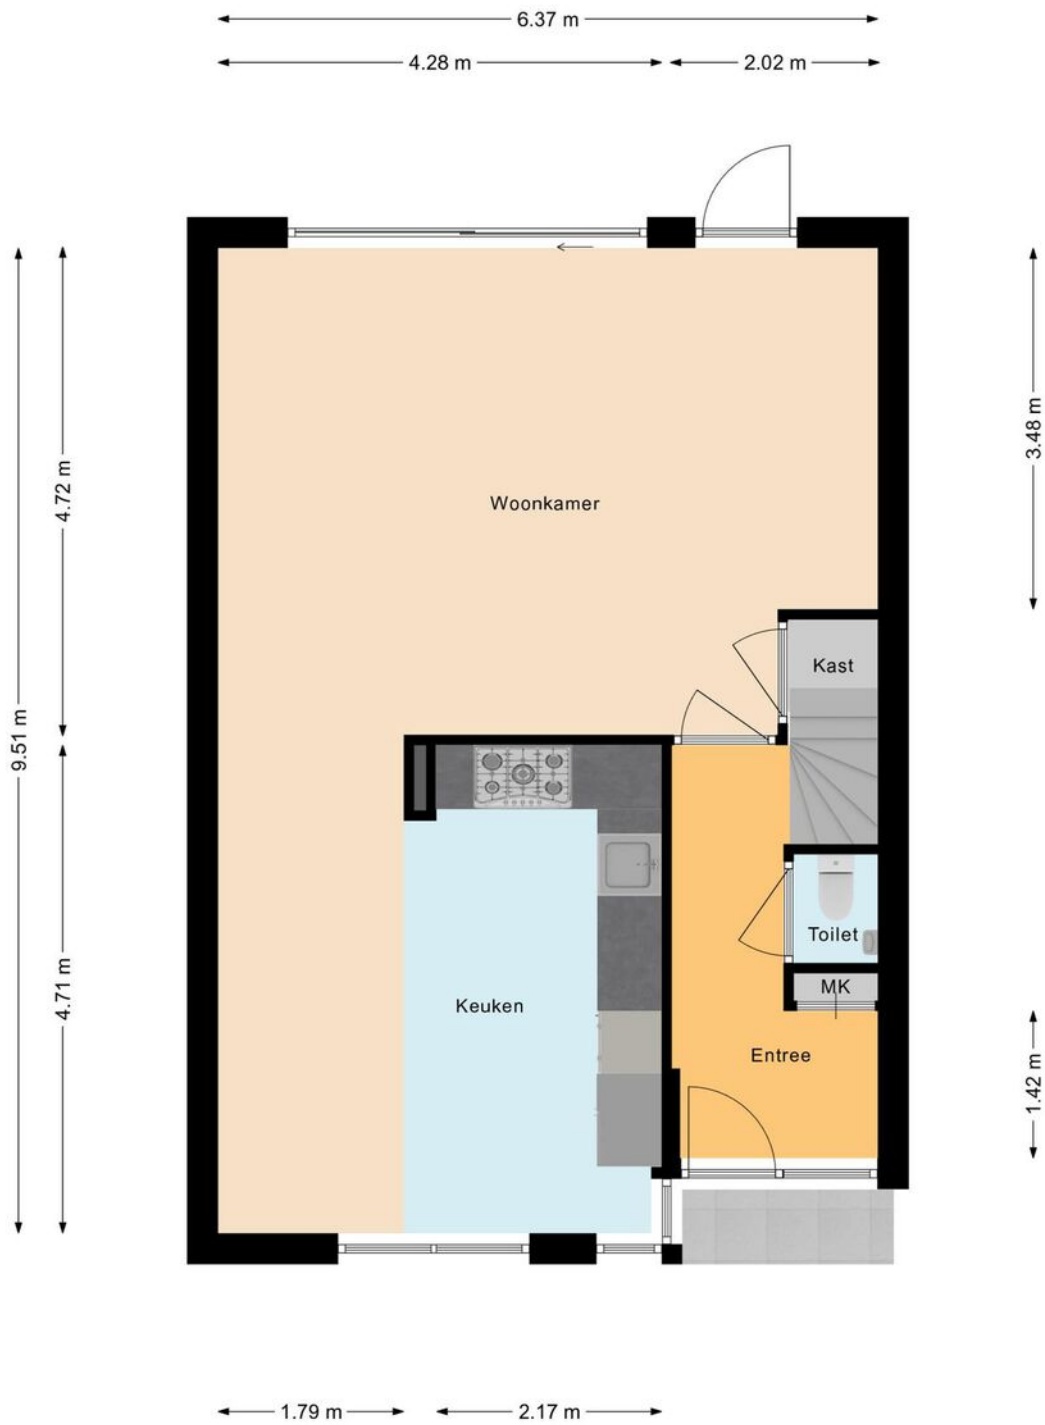 6.37 m
4.28 m
2.02 m
3.48 m
4.72 m
Woonkamer
Kast
9.51 m
Toilet
4.71 m
MK
Keuken
Entree
1.42 m
1.79 m
2.17 m